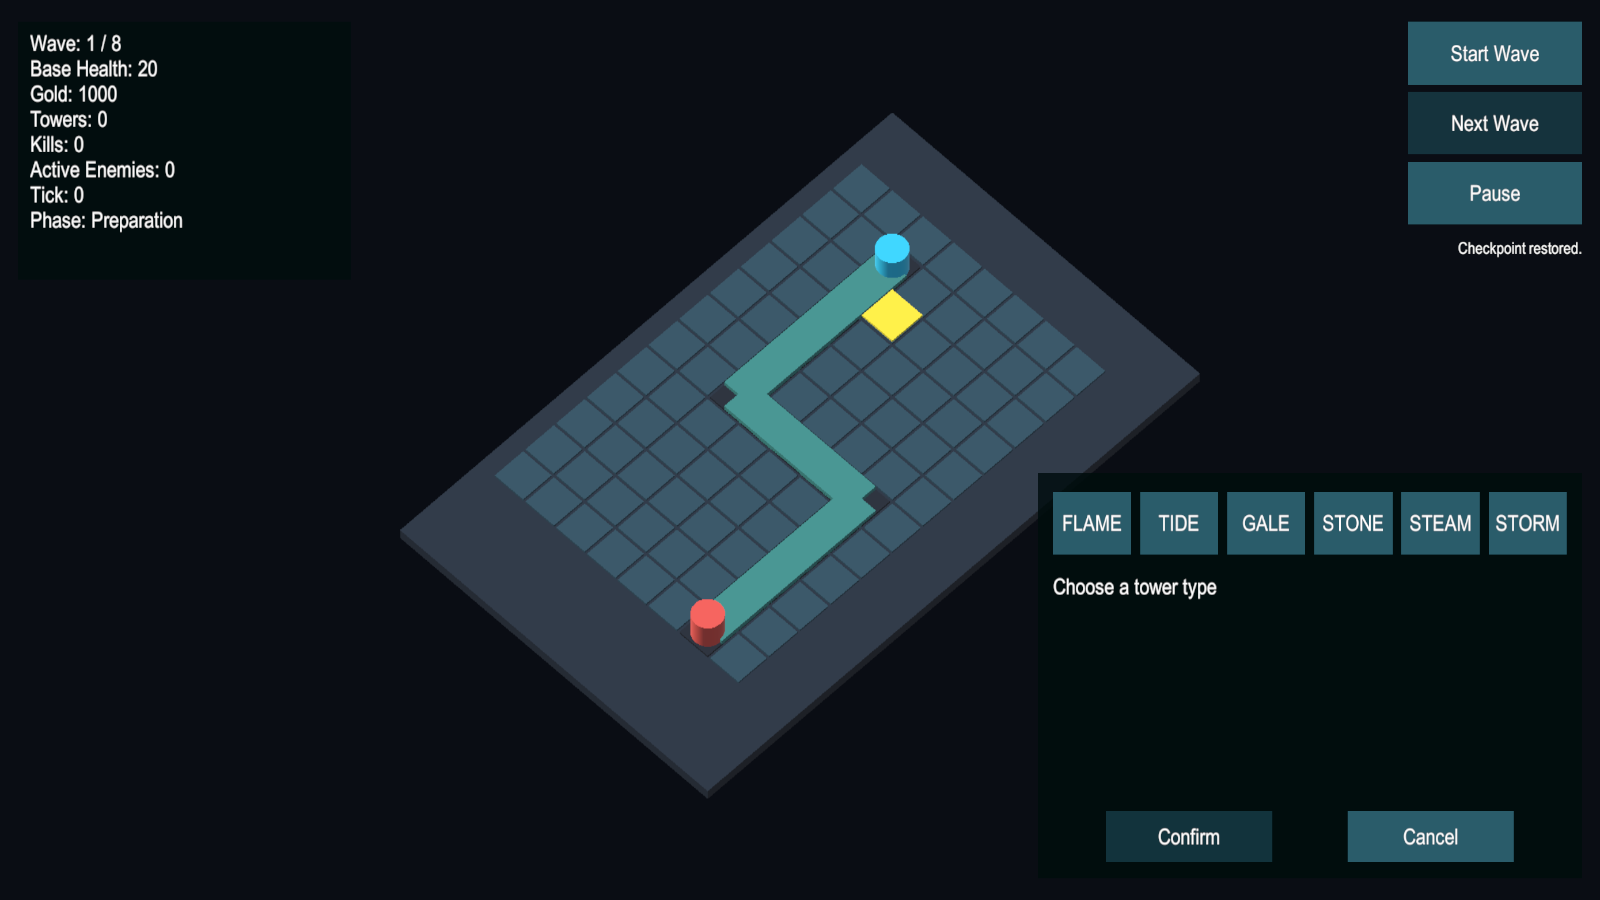 Wave: 1 / 8
Base Health: 20
Gold: 1000
Towers: 0
Kills: 0
Active Enemies: 0
Tick: 0
Phase: Preparation
Start Wave
Next Wave
Pause
Checkpoint restored.
FLAME TIDE GALE STONE STEAM STORM
Choose a tower type
Confirm Cancel